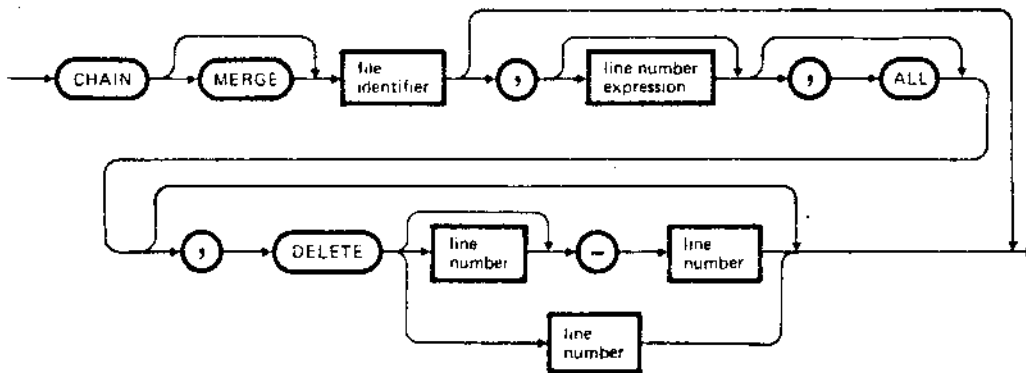 CHAIN
MERGE
file
identifier
,
line number
expression
,
ALL
,
DELETE
line
number
-
line
number
line
number